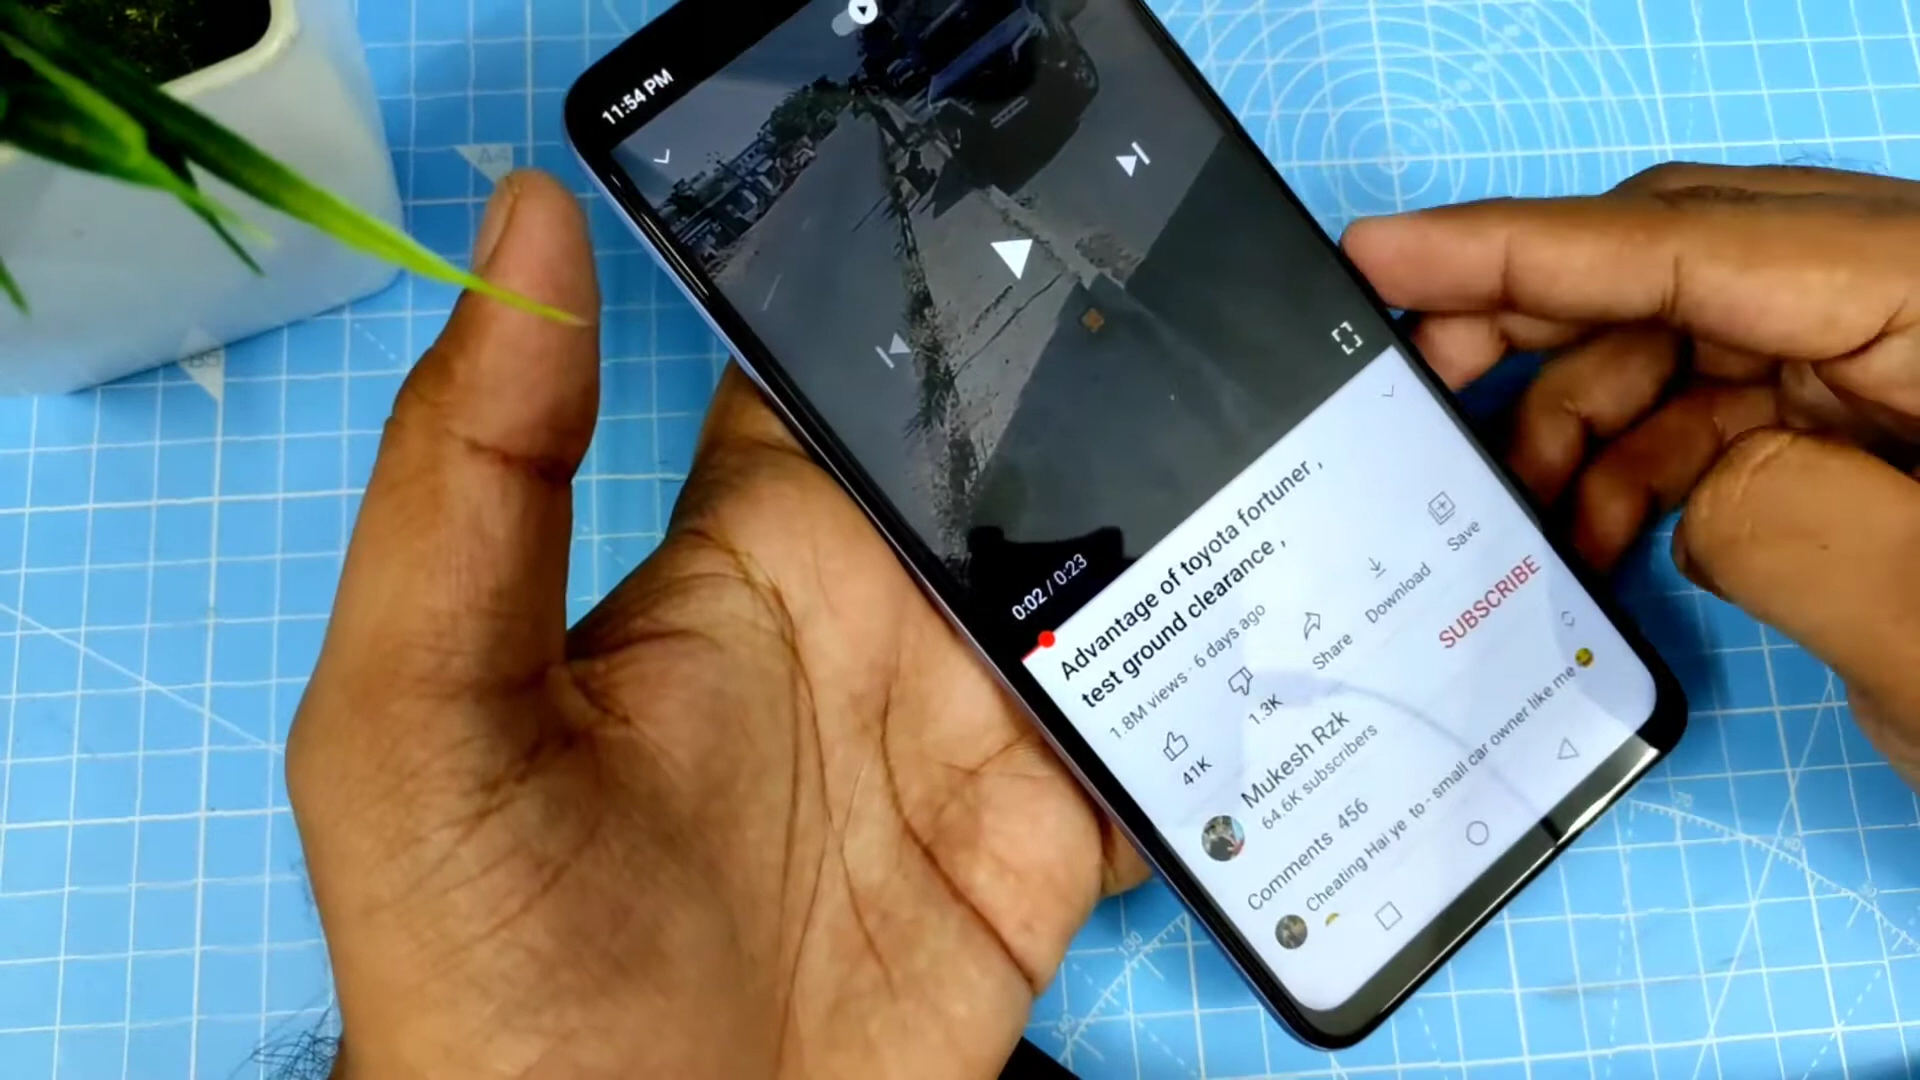 11:54 PM
0:02 / 0:23
Advantage of toyota fortuner ,
test ground clearance ,
1.8M views · 6 days ago
41K
1.3K
Share
Download
Save
Mukesh Rzk
64.6K subscribers
SUBSCRIBE
Comments 456
Cheating Hai ye to - small car owner like me 😂
A4
130